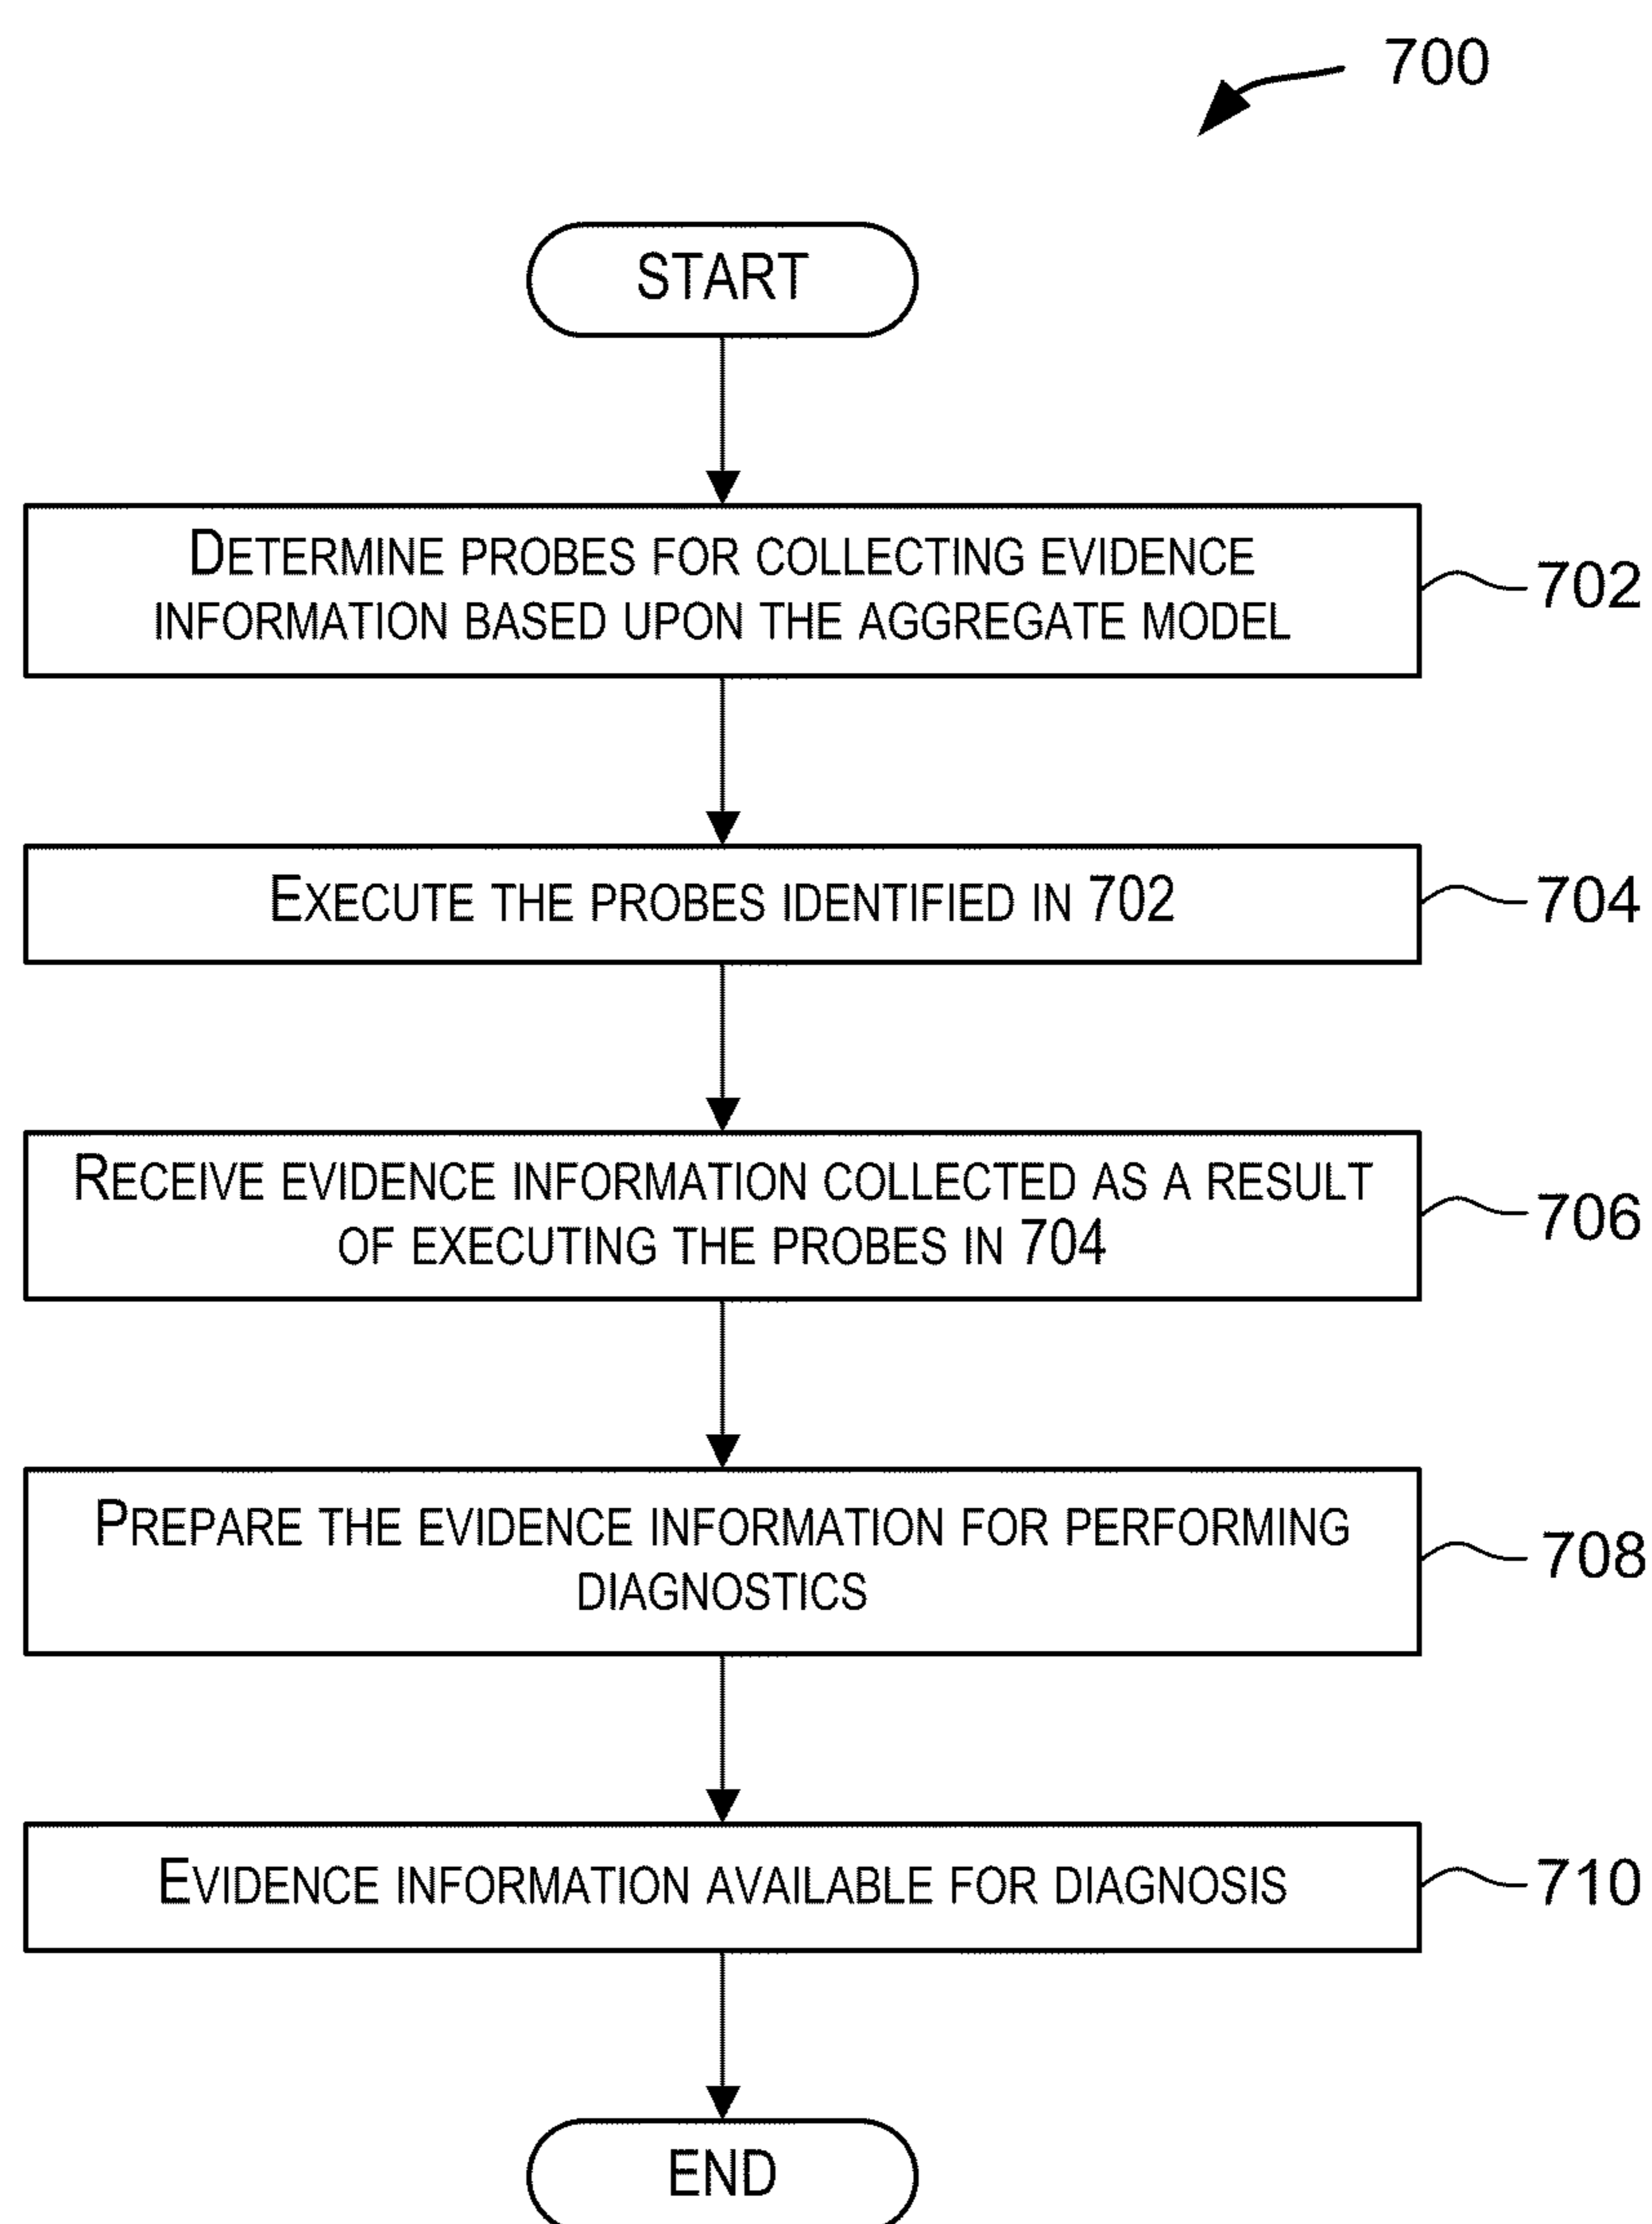 700
START
DETERMINE PROBES FOR COLLECTING EVIDENCE
INFORMATION BASED UPON THE AGGREGATE MODEL
702
EXECUTE THE PROBES IDENTIFIED IN 702
704
RECEIVE EVIDENCE INFORMATION COLLECTED AS A RESULT
OF EXECUTING THE PROBES IN 704
706
PREPARE THE EVIDENCE INFORMATION FOR PERFORMING
DIAGNOSTICS
708
EVIDENCE INFORMATION AVAILABLE FOR DIAGNOSIS
710
END